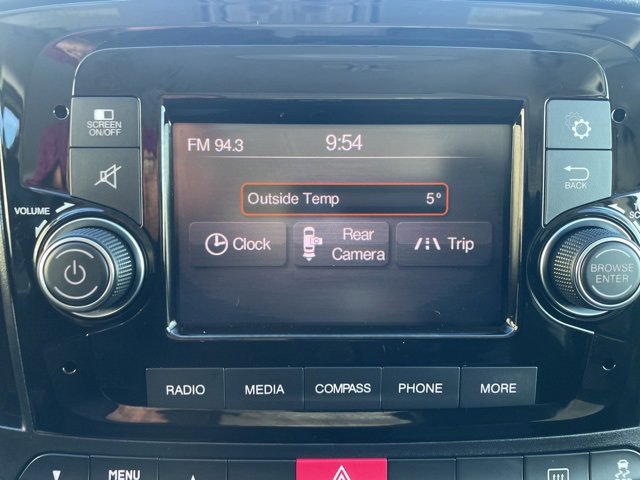 SCREEN
ON/OFF
FM 94.3
9:54
BACK
VOLUME
Outside Temp 5°
Clock
Rear
Camera
Trip
BROWSE
ENTER
RADIO
MEDIA
COMPASS
PHONE
MORE
MENU